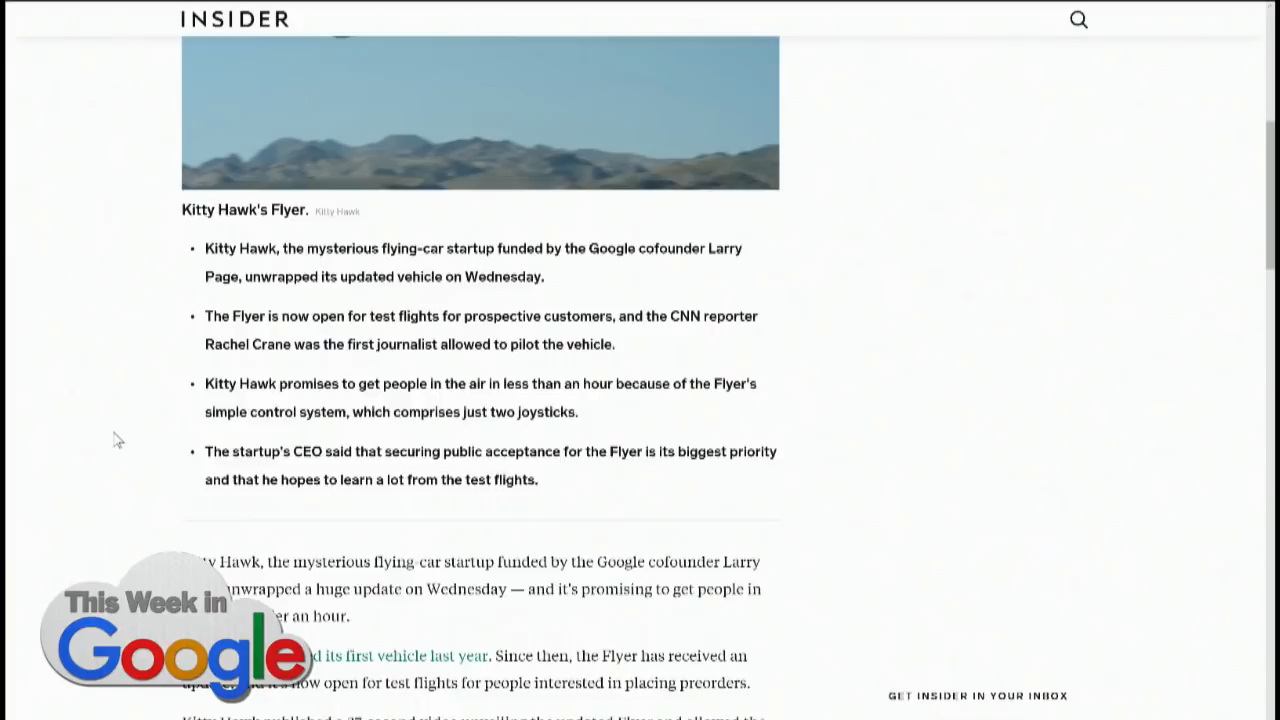 INSIDER
Kitty Hawk's Flyer. Kitty Hawk
• Kitty Hawk, the mysterious flying-car startup funded by the Google cofounder Larry
Page, unwrapped its updated vehicle on Wednesday.
• The Flyer is now open for test flights for prospective customers, and the CNN reporter
Rachel Crane was the first journalist allowed to pilot the vehicle.
• Kitty Hawk promises to get people in the air in less than an hour because of the Flyer's
simple control system, which comprises just two joysticks.
• The startup's CEO said that securing public acceptance for the Flyer is its biggest priority
and that he hopes to learn a lot from the test flights.
Hawk, the mysterious flying-car startup funded by the Google cofounder Larry
unwrapped a huge update on Wednesday — and it's promising to get people in
an hour.
its first vehicle last year. Since then, the Flyer has received an
now open for test flights for people interested in placing preorders.
This Week in
Google
GET INSIDER IN YOUR INBOX